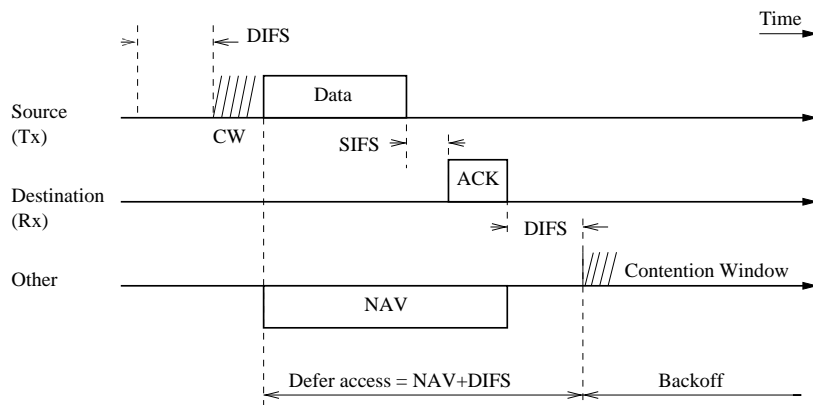 DIFS
Time
Data
Source
(Tx)
CW
SIFS
ACK
Destination
(Rx)
DIFS
Contention Window
Other
NAV
Defer access = NAV+DIFS
Backoff